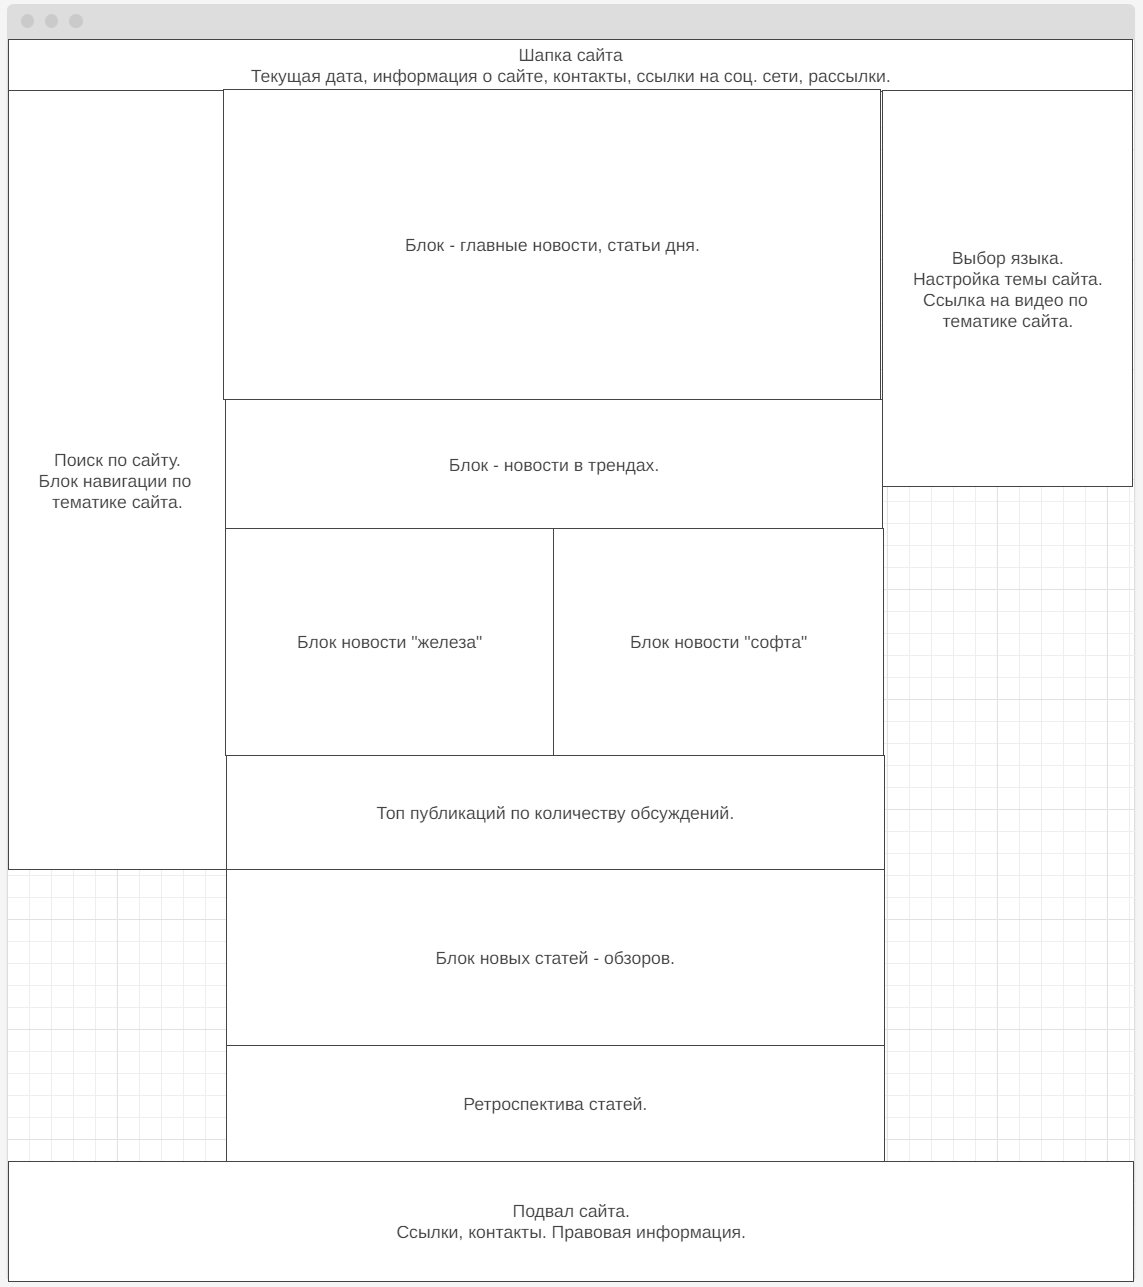 Шапка сайта
Текущая дата, информация о сайте, контакты, ссылки на соц. сети, рассылки.
Блок - главные новости, статьи дня.
Выбор языка.
Настройка темы сайта.
Ссылка на видео по
тематике сайта.
Поиск по сайту.
Блок навигации по
тематике сайта.
Блок - новости в трендах.
Блок новости "железа"
Блок новости "софта"
Топ публикаций по количеству обсуждений.
Блок новых статей - обзоров.
Ретроспектива статей.
Подвал сайта.
Ссылки, контакты. Правовая информация.